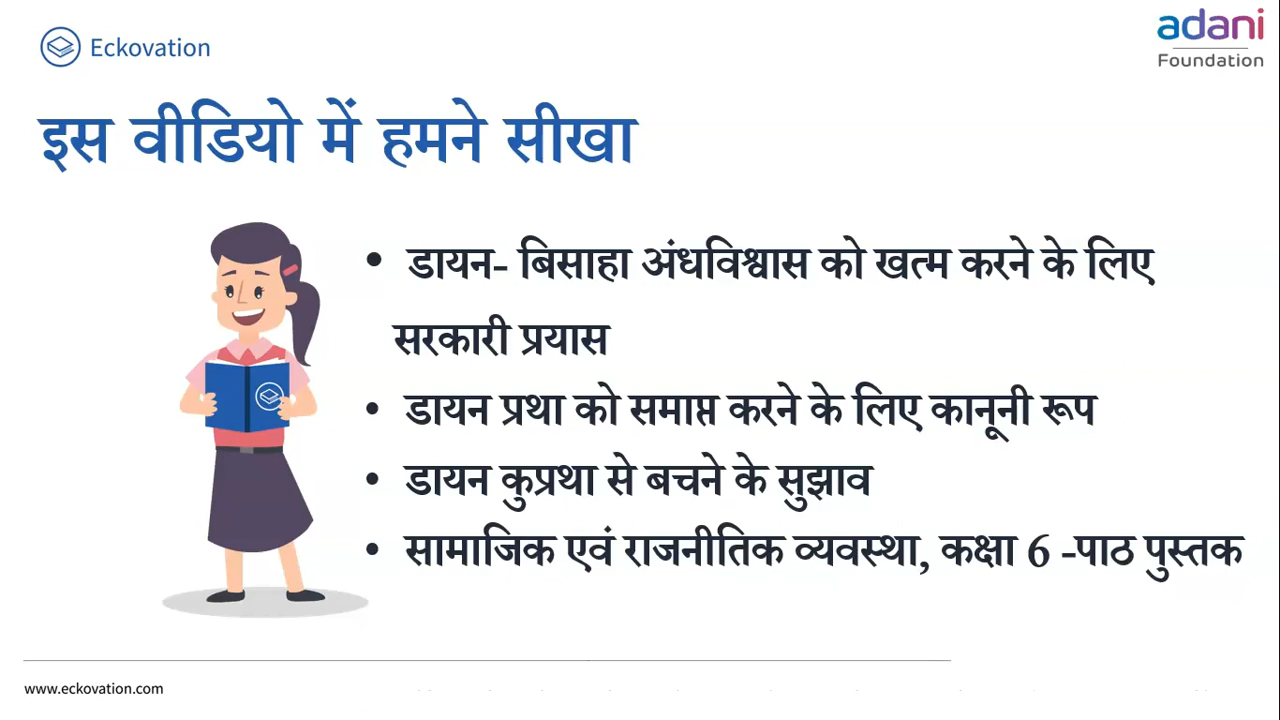 Eckovation
adani
Foundation
इस वीडियो में हमने सीखा
• डायन- बिसाहा अंधविश्वास को खत्म करने के लिए
सरकारी प्रयास
• डायन प्रथा को समाप्त करने के लिए कानूनी रूप
• डायन कुप्रथा से बचने के सुझाव
• सामाजिक एवं राजनीतिक व्यवस्था, कक्षा 6 -पाठ पुस्तक
www.eckovation.com